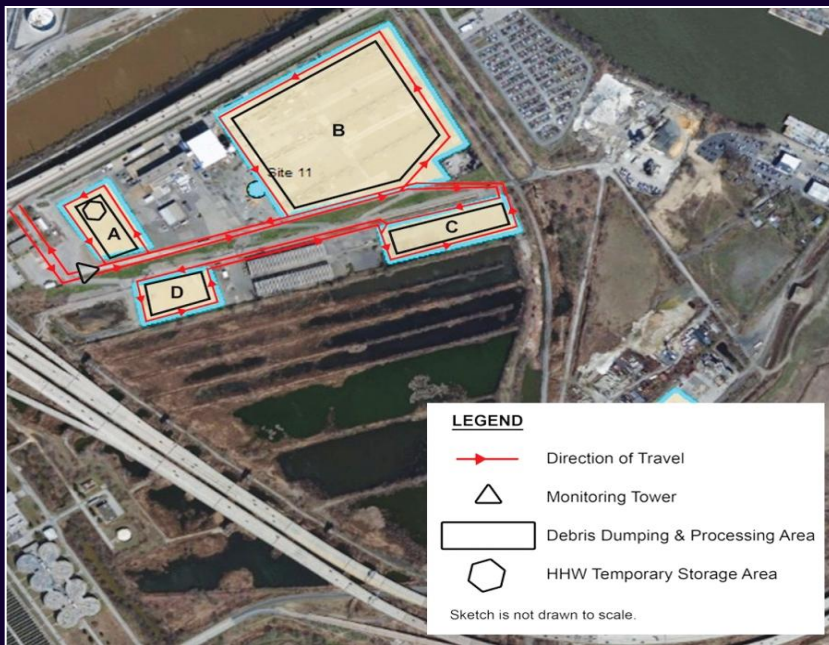 B
Site 11
A
C
D
LEGEND
Direction of Travel
Monitoring Tower
Debris Dumping & Processing Area
HHW Temporary Storage Area
Sketch is not drawn to scale.